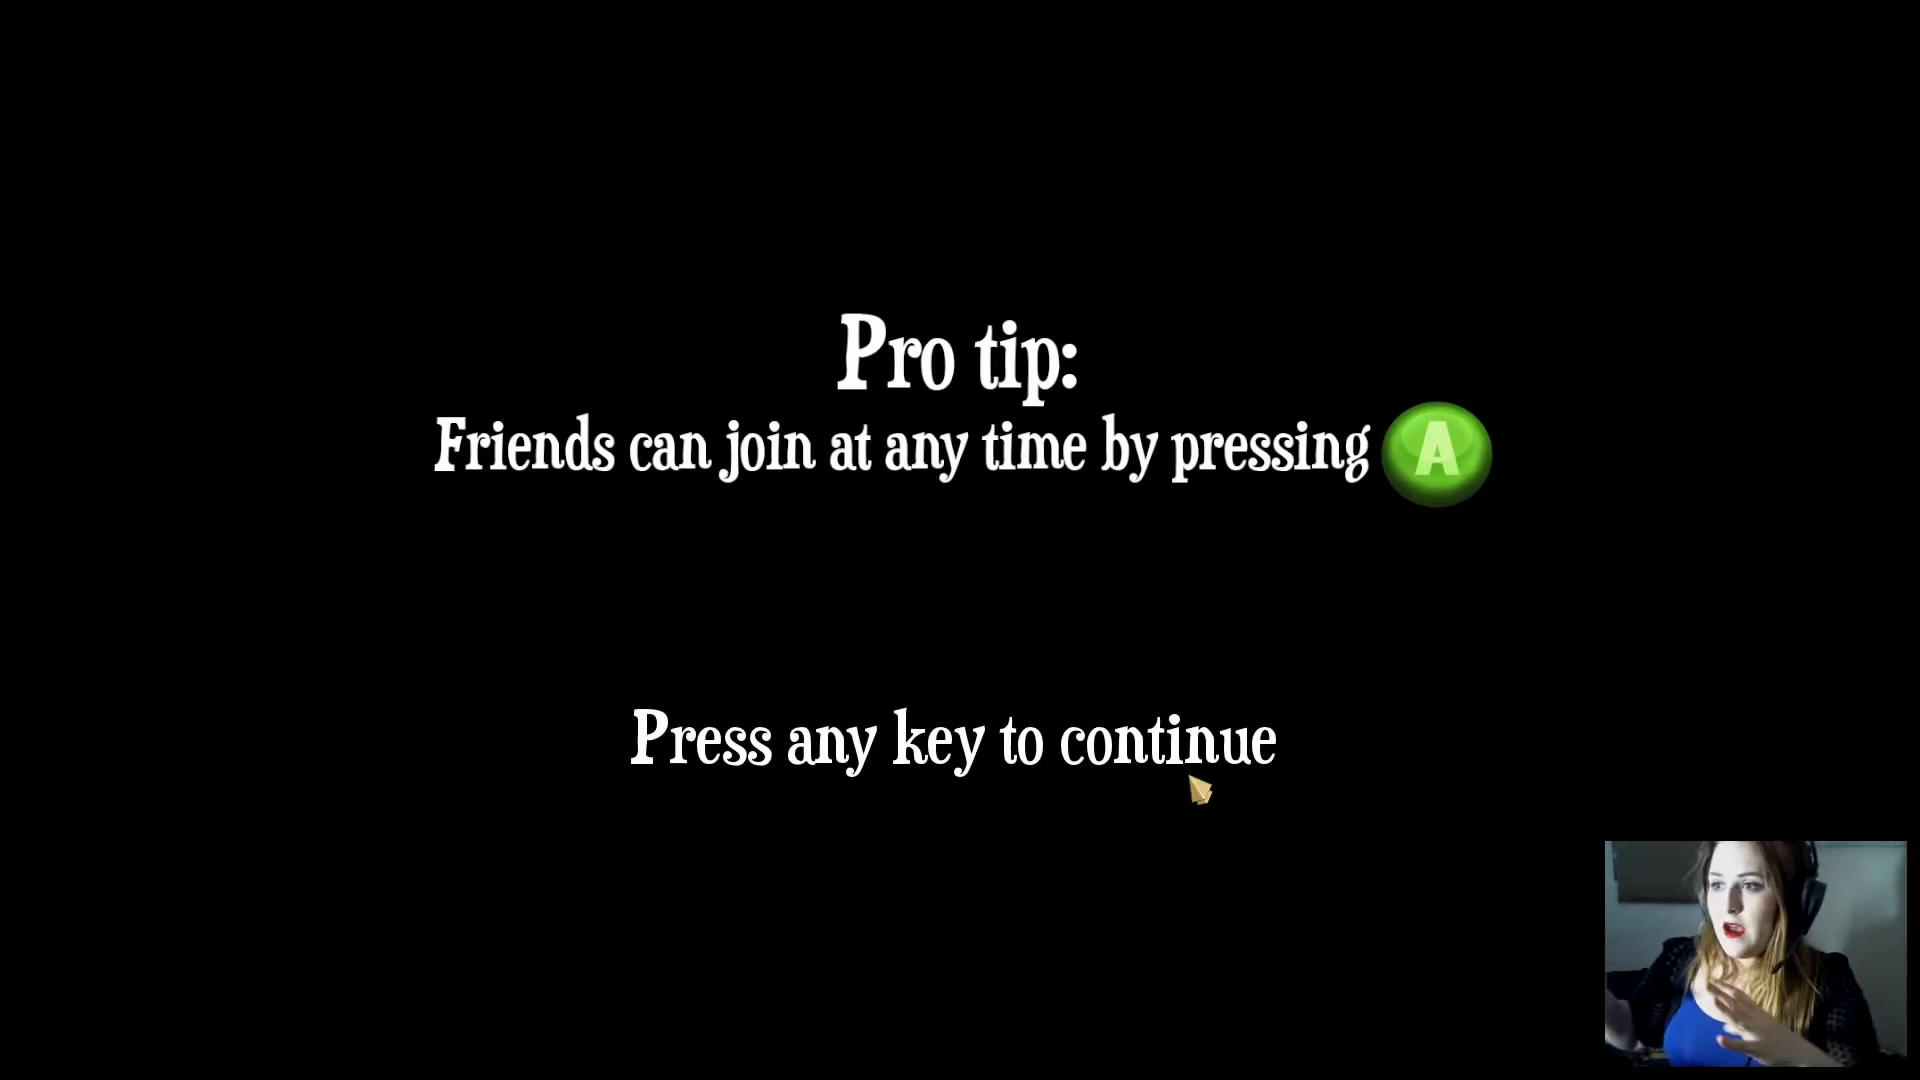 Pro tip:
Friends can join at any time by pressing A
Press any key to continue